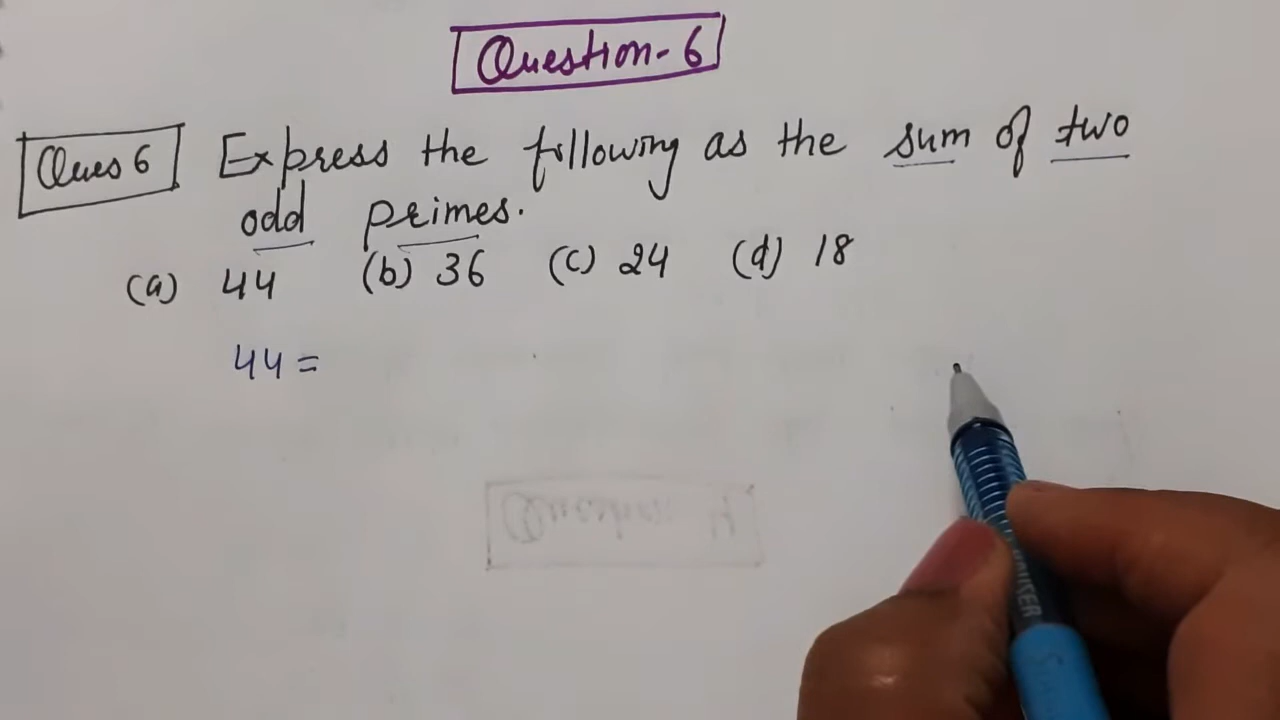 Question-6
Ques 6 Express the following as the sum of two
odd primes.
(a) 44 (b) 36 (c) 24 (d) 18
44 =